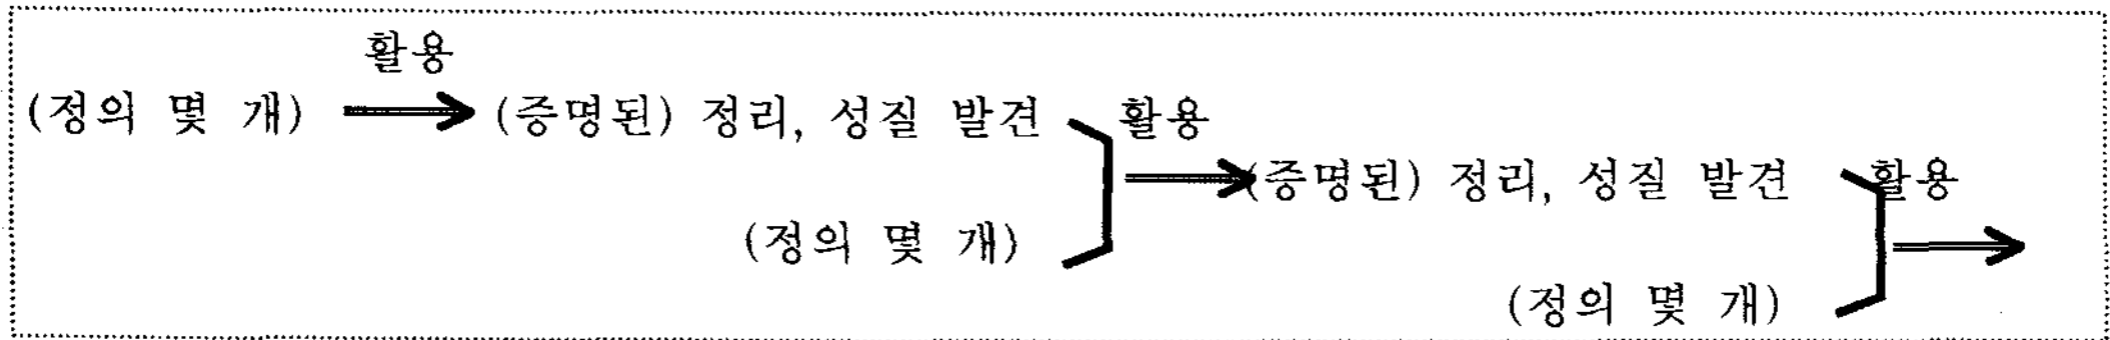 활용
(정의 몇 개) (증명된) 정리, 성질 발견 활용
(증명된) 정리, 성질 발견 활용
(정의 몇 개)
(정의 몇 개)